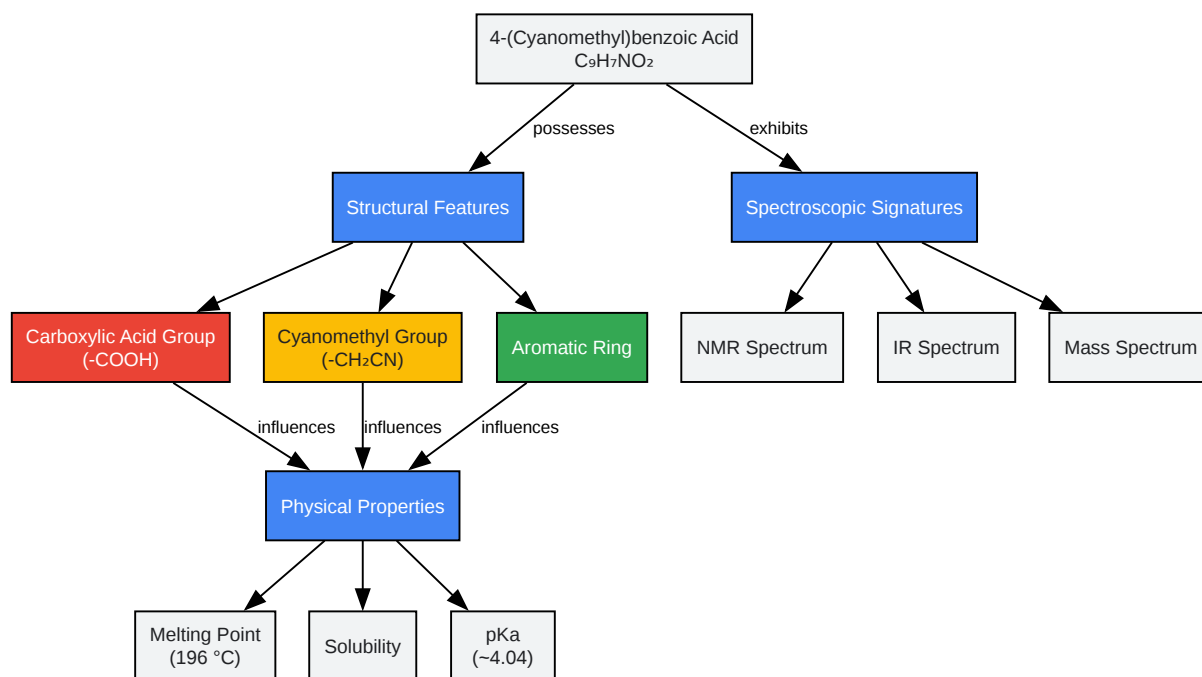 4-(Cyanomethyl)benzoic Acid
C₉H₇NO₂
possesses
exhibits
Structural Features
Spectroscopic Signatures
Carboxylic Acid Group
(-COOH)
Cyanomethyl Group
(-CH₂CN)
Aromatic Ring
NMR Spectrum
IR Spectrum
Mass Spectrum
influences
influences
influences
Physical Properties
Melting Point
(196 °C)
Solubility
pKa
(~4.04)